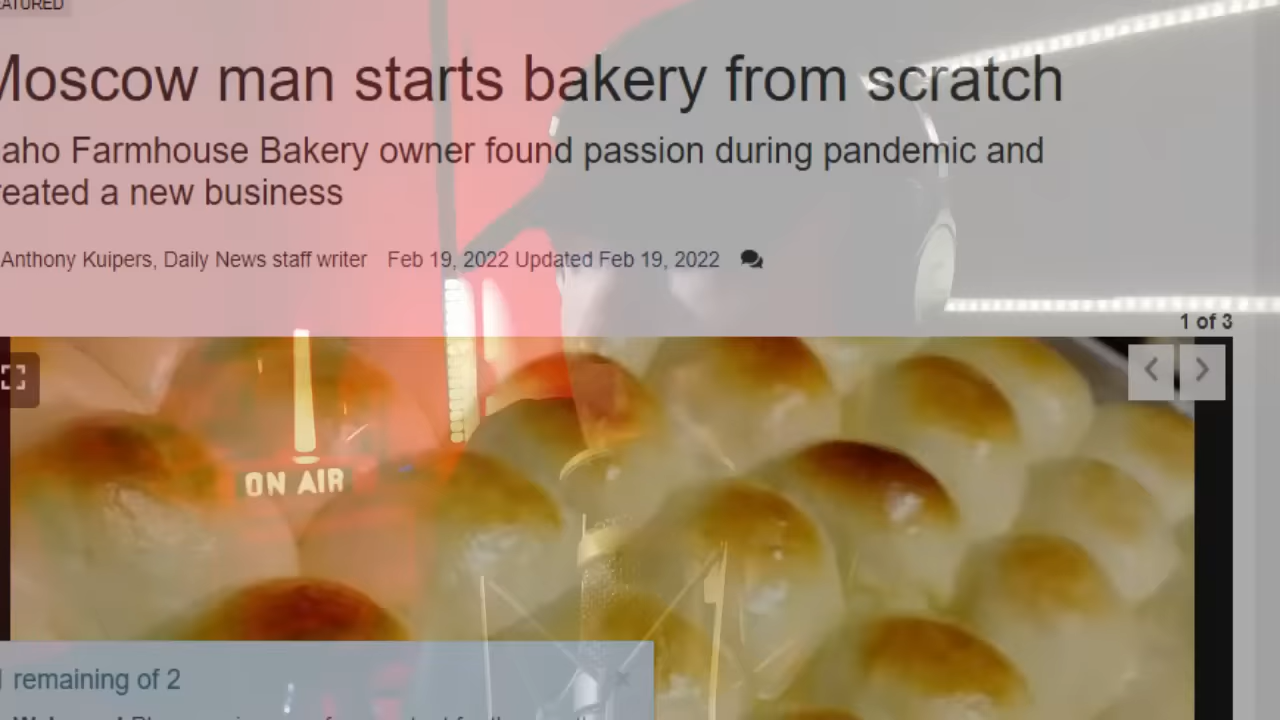 ATURED
Moscow man starts bakery from scratch
aho Farmhouse Bakery owner found passion during pandemic and
reated a new business
Anthony Kuipers, Daily News staff writer Feb 19, 2022 Updated Feb 19, 2022
1 of 3
ON AIR
remaining of 2